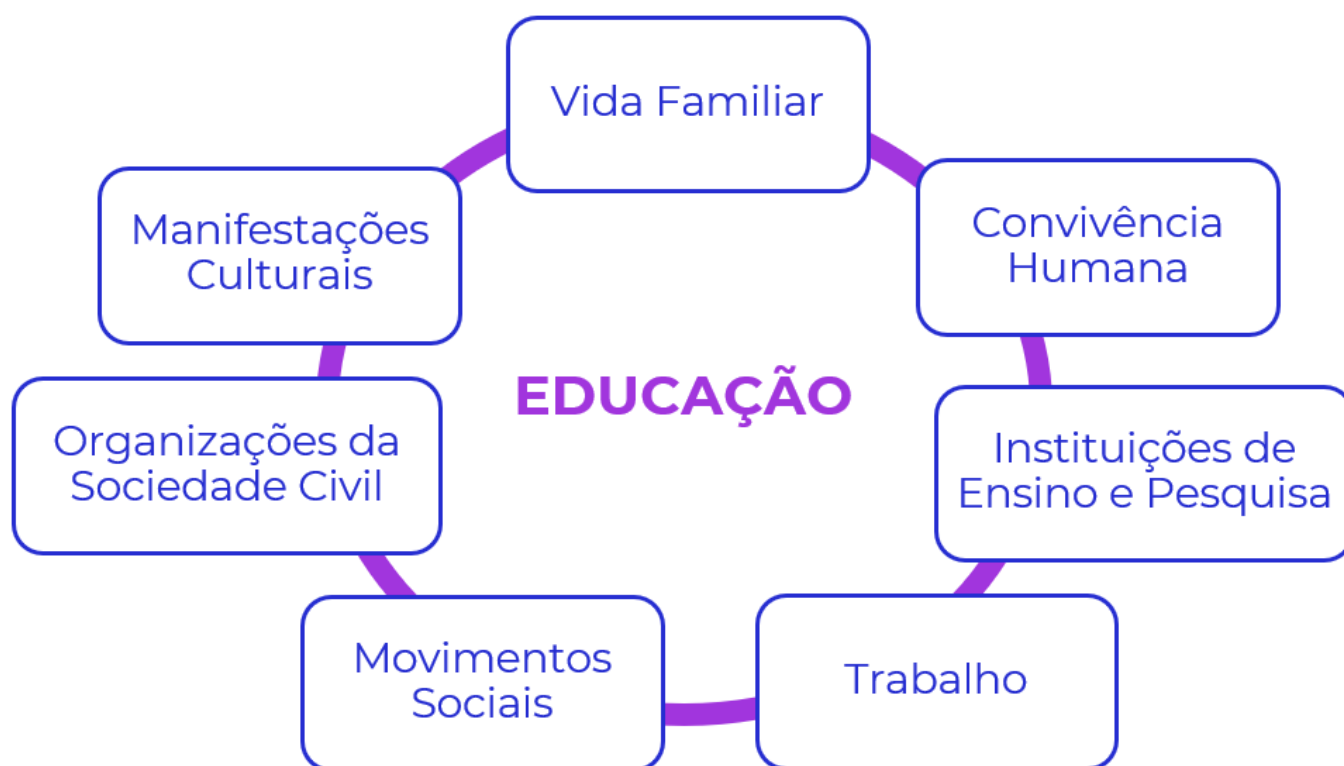 Vida Familiar
Convivência
Humana
Instituições de
Ensino e Pesquisa
Trabalho
Movimentos
Sociais
Organizações da
Sociedade Civil
Manifestações
Culturais
EDUCAÇÃO